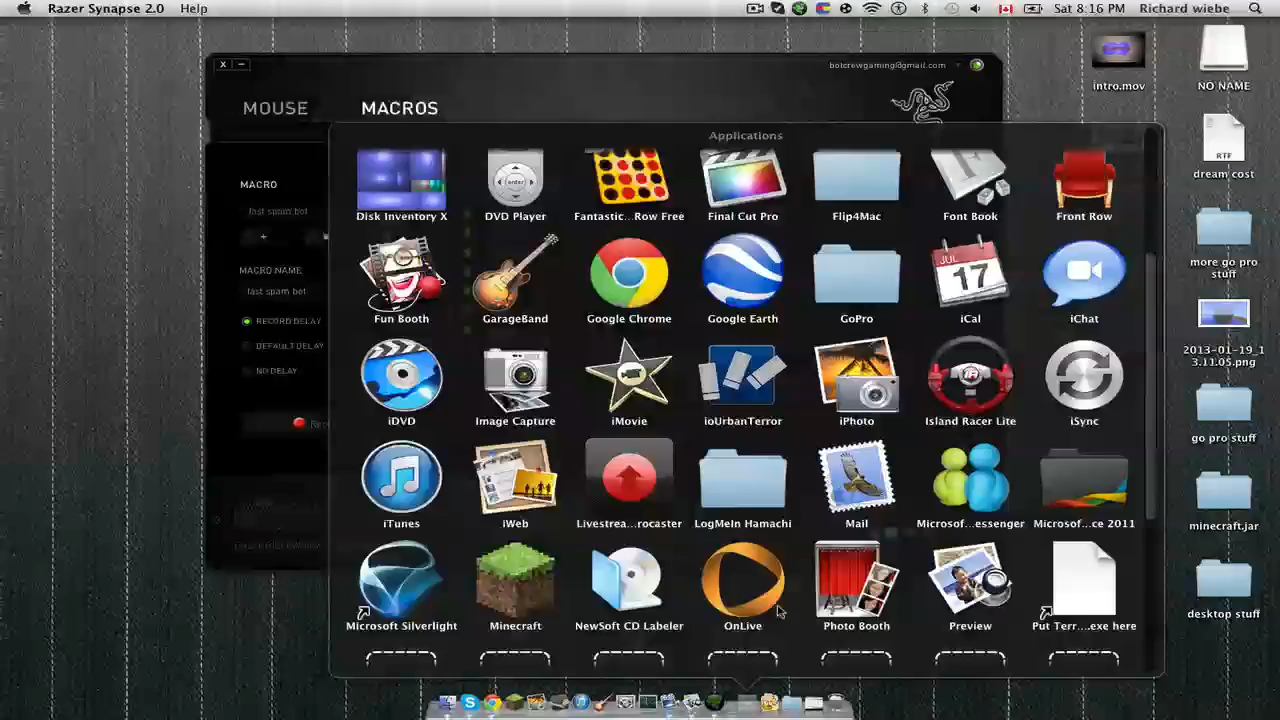 Razer Synapse 2.0 Help Sat 8:16 PM Richard wiebe
X – botcrewgaming@gmail.com
MOUSE MACROS
intro.mov NO NAME
Applications
RTF
dream cost
MACRO
fast spam bot
+
MACRO NAME
fast spam bot
RECORD DELAY
DEFAULT DELAY
NO DELAY
Disk Inventory X DVD Player Fantastic...Row Free Final Cut Pro Flip4Mac Font Book Front Row
enter
JUL
17
Fun Booth GarageBand Google Chrome Google Earth GoPro iCal iChat
iDVD Image Capture iMovie ioUrbanTerror iPhoto Island Racer Lite iSync
iTunes iWeb Livestrea...rocaster LogMeIn Hamachi Mail Microsof...essenger Microsof...ce 2011
Microsoft Silverlight Minecraft NewSoft CD Labeler OnLive Photo Booth Preview Put Terr....exe here
more go pro
stuff
2013-01-19_1
3.11.05.png
go pro stuff
minecraft.jar
desktop stuff